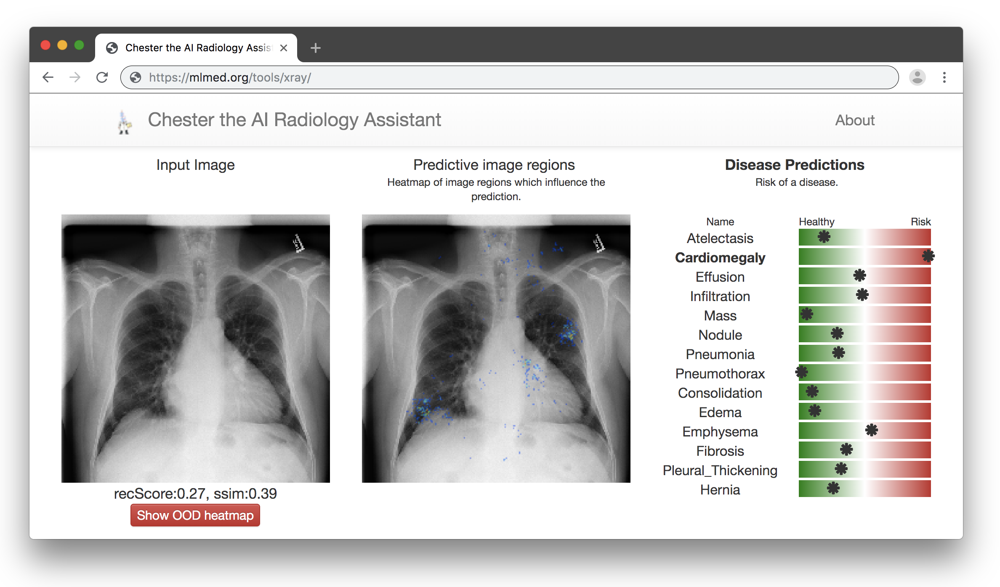 Chester the AI Radiology Assis
https://mlmed.org/tools/xray/
Chester the AI Radiology Assistant
About
Input Image
Predictive image regions
Heatmap of image regions which influence the
prediction.
Disease Predictions
Risk of a disease.
Name Healthy Risk
Atelectasis
Cardiomegaly
Effusion
Infiltration
Mass
Nodule
Pneumonia
Pneumothorax
Consolidation
Edema
Emphysema
Fibrosis
Pleural_Thickening
Hernia
recScore:0.27, ssim:0.39
Show OOD heatmap